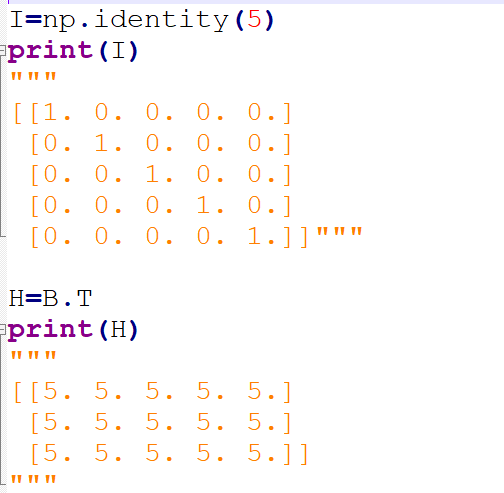 I=np.identity(5)
print(I)
"""
[[1. 0. 0. 0. 0.]
 [0. 1. 0. 0. 0.]
 [0. 0. 1. 0. 0.]
 [0. 0. 0. 1. 0.]
 [0. 0. 0. 0. 1.]]"""

H=B.T
print(H)
"""
[[5. 5. 5. 5. 5.]
 [5. 5. 5. 5. 5.]
 [5. 5. 5. 5. 5.]]
"""